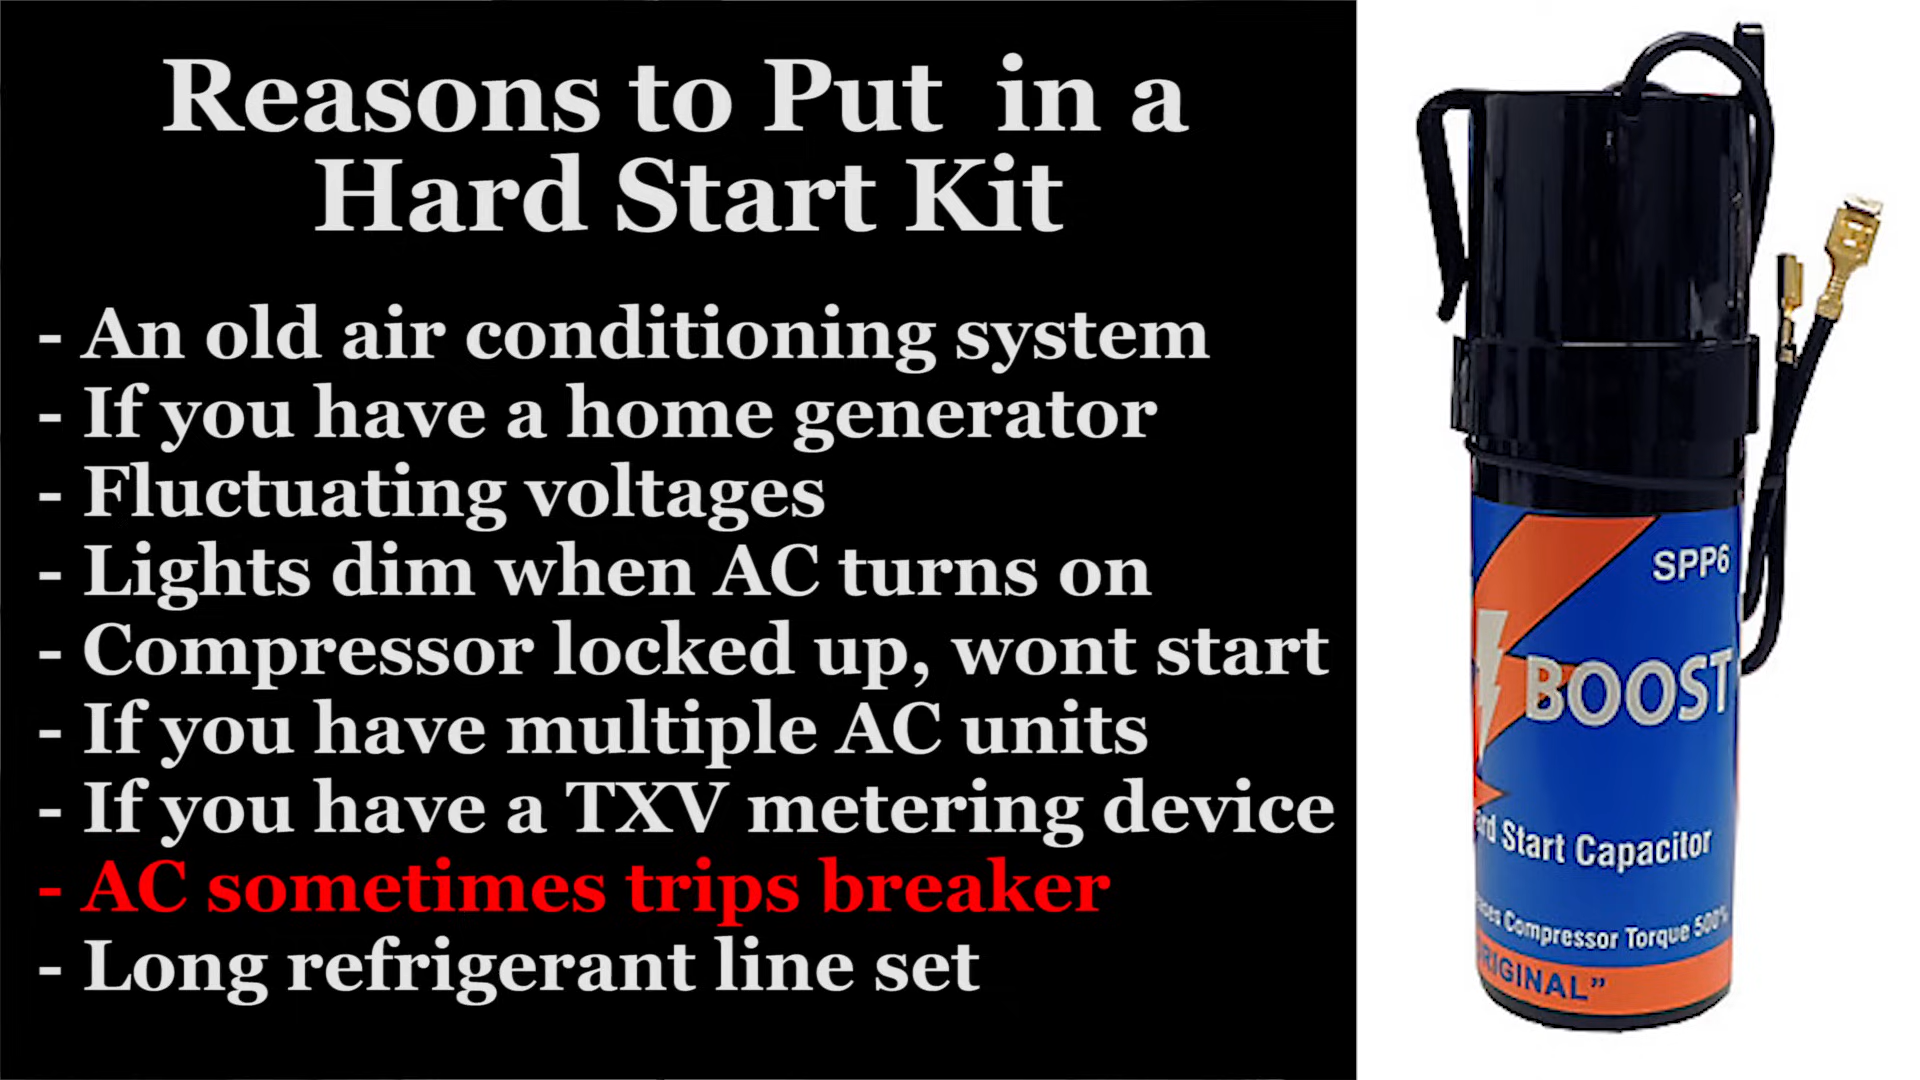 Reasons to Put in a
Hard Start Kit
- An old air conditioning system
- If you have a home generator
- Fluctuating voltages
- Lights dim when AC turns on
- Compressor locked up, wont start
- If you have multiple AC units
- If you have a TXV metering device
- AC sometimes trips breaker
- Long refrigerant line set
SPP6
BOOST
Start Capacitor
Compressor Torque 500%